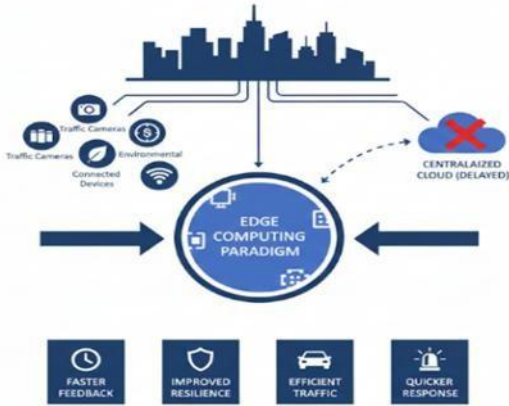 Traffic Cameras
Traffic Cameras
Environmental
Connected
Devices
CENTRALAIZED
CLOUD (DELAYED)
EDGE
COMPUTING
PARADIGM
FASTER
FEEDBACK
IMPROVED
RESILIENCE
EFFICIENT
TRAFFIC
QUICKER
RESPONSE